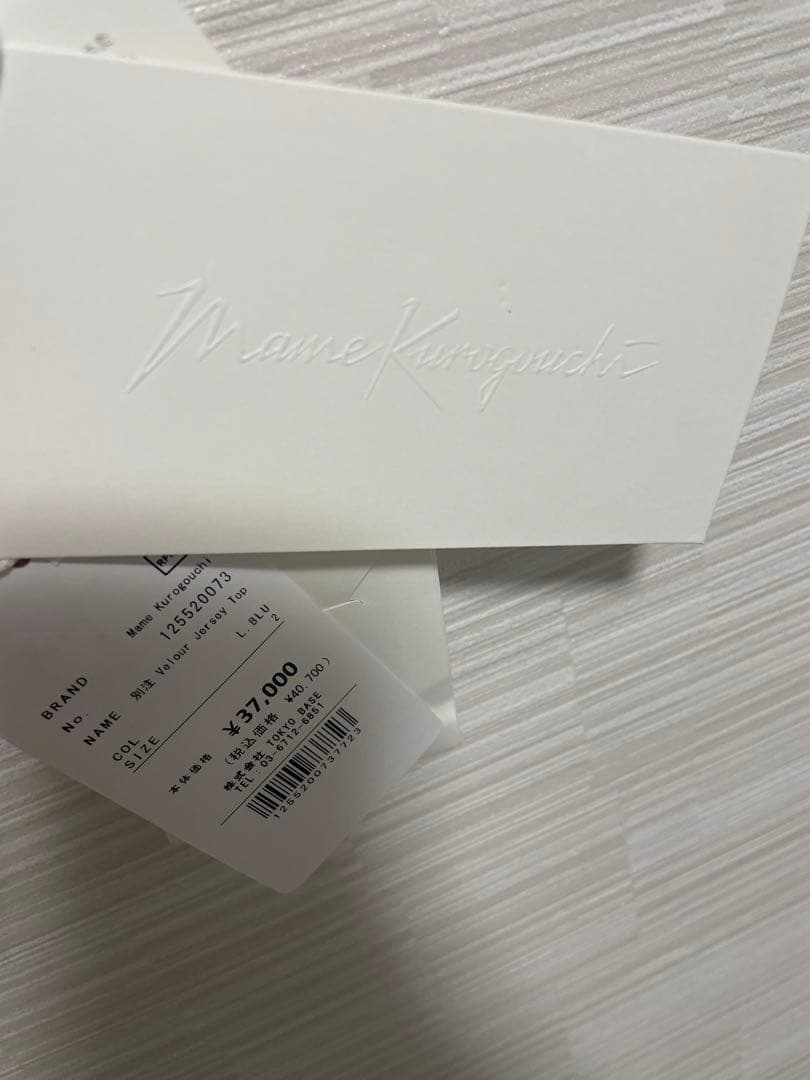 Mame Kurogouchi
BRAND Mame Kurogouchi
No. 125520073
NAME 別注 Velour Jersey Top
COL L.BLU
SIZE 2
本体価格 ¥37,000
(税込価格 ¥40,700)
株式会社 TOKYO BASE
TEL:03-6712-6851
1255200737723